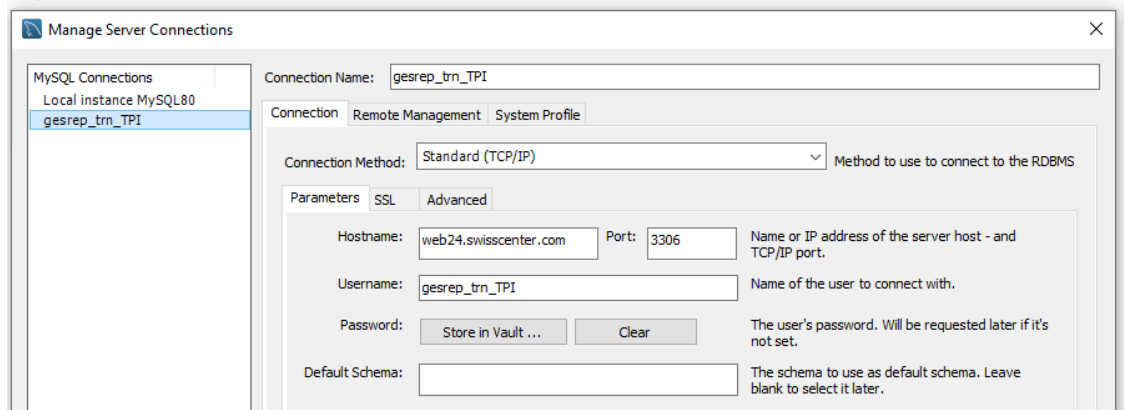 Manage Server Connections
MySQL Connections
Local instance MySQL80
gesrep_trn_TPI
Connection Name: gesrep_trn_TPI
Connection Remote Management System Profile
Connection Method: Standard (TCP/IP) Method to use to connect to the RDBMS
Parameters SSL Advanced
Hostname: web24.swisscenter.com Port: 3306 Name or IP address of the server host - and
TCP/IP port.
Username: gesrep_trn_TPI Name of the user to connect with.
Password: Store in Vault ... Clear The user's password. Will be requested later if it's
not set.
Default Schema: The schema to use as default schema. Leave
blank to select it later.